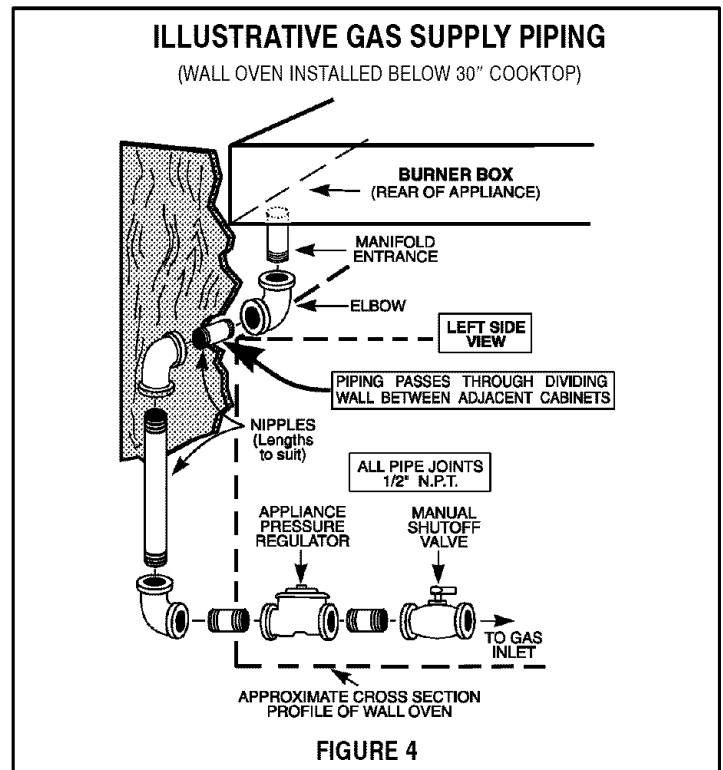 ILLUSTRATIVE GAS SUPPLY PIPING
(WALL OVEN INSTALLED BELOW 30" COOKTOP)
BURNER BOX
(REAR OF APPLIANCE)
MANIFOLD
ENTRANCE
ELBOW
LEFT SIDE
VIEW
PIPING PASSES THROUGH DIVIDING
WALL BETWEEN ADJACENT CABINETS
NIPPLES
(Lengths
to suit)
ALL PIPE JOINTS
1/2" N.P.T.
APPLIANCE
PRESSURE
REGULATOR
MANUAL
SHUTOFF
VALVE
TO GAS
INLET
APPROXIMATE CROSS SECTION
PROFILE OF WALL OVEN
FIGURE 4